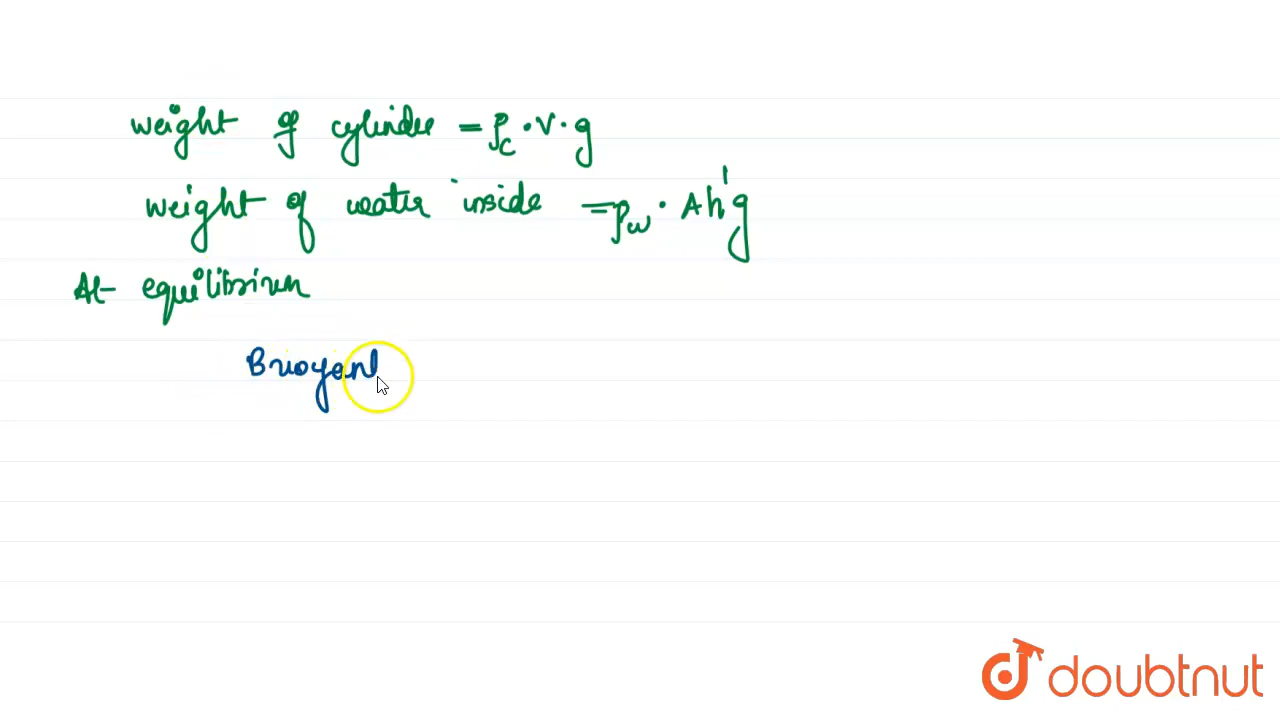 weight of cylinder = ρc · V · g
weight of water inside = ρw · Ah'g
At equilibrium
Buoyant
doubtnut